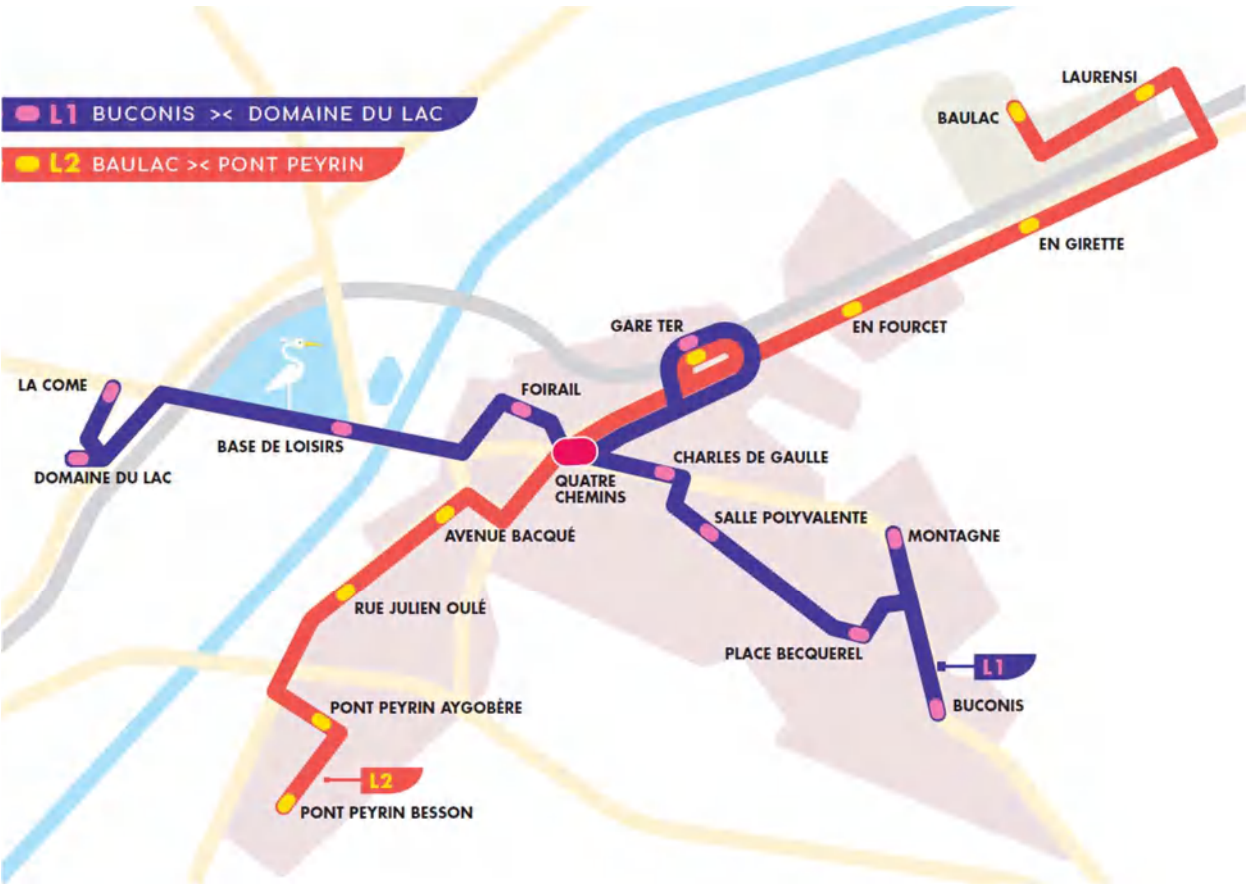 L1 BUCONIS >< DOMAINE DU LAC
L2 BAULAC >< PONT PEYRIN
LAURENSI
BAULAC
EN GIRETTE
GARE TER
EN FOURCET
LA COME
FOIRAIL
BASE DE LOISIRS
DOMAINE DU LAC
CHARLES DE GAULLE
QUATRE
CHEMINS
SALLE POLYVALENTE
AVENUE BACQUÉ
MONTAGNE
RUE JULIEN OULÉ
PLACE BECQUEREL
L1
BUCONIS
PONT PEYRIN AYGOBÈRE
L2
PONT PEYRIN BESSON